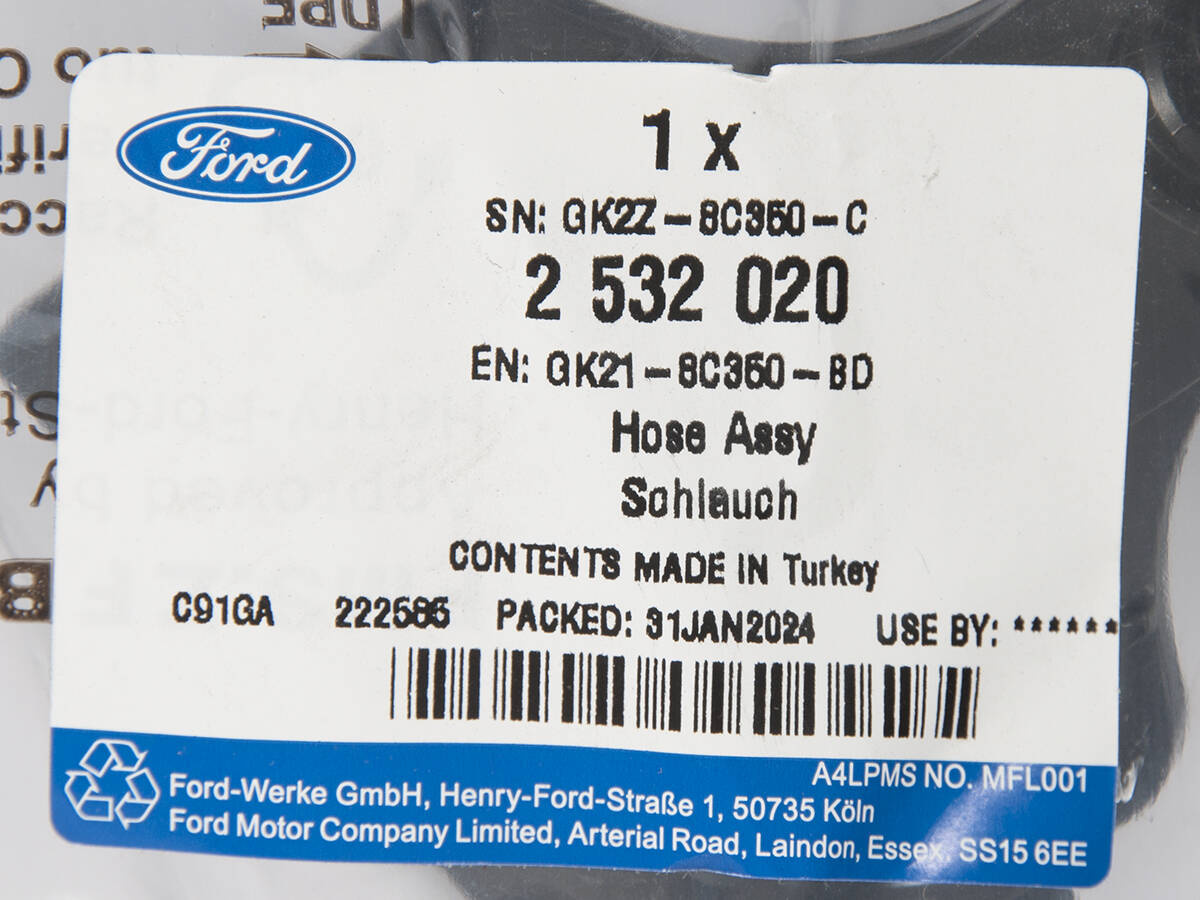 Ford
1 x
SN: GK2Z-8C350-C
2 532 020
EN: GK21-8C350-BD
Hose Assy
Schlauch
CONTENTS MADE IN Turkey
C91GA 222585 PACKED: 31JAN2024 USE BY: ******
A4LPMS NO. MFL001
Ford-Werke GmbH, Henry-Ford-Straße 1, 50735 Köln
Ford Motor Company Limited, Arterial Road, Laindon, Essex, SS15 6EE
LDPE